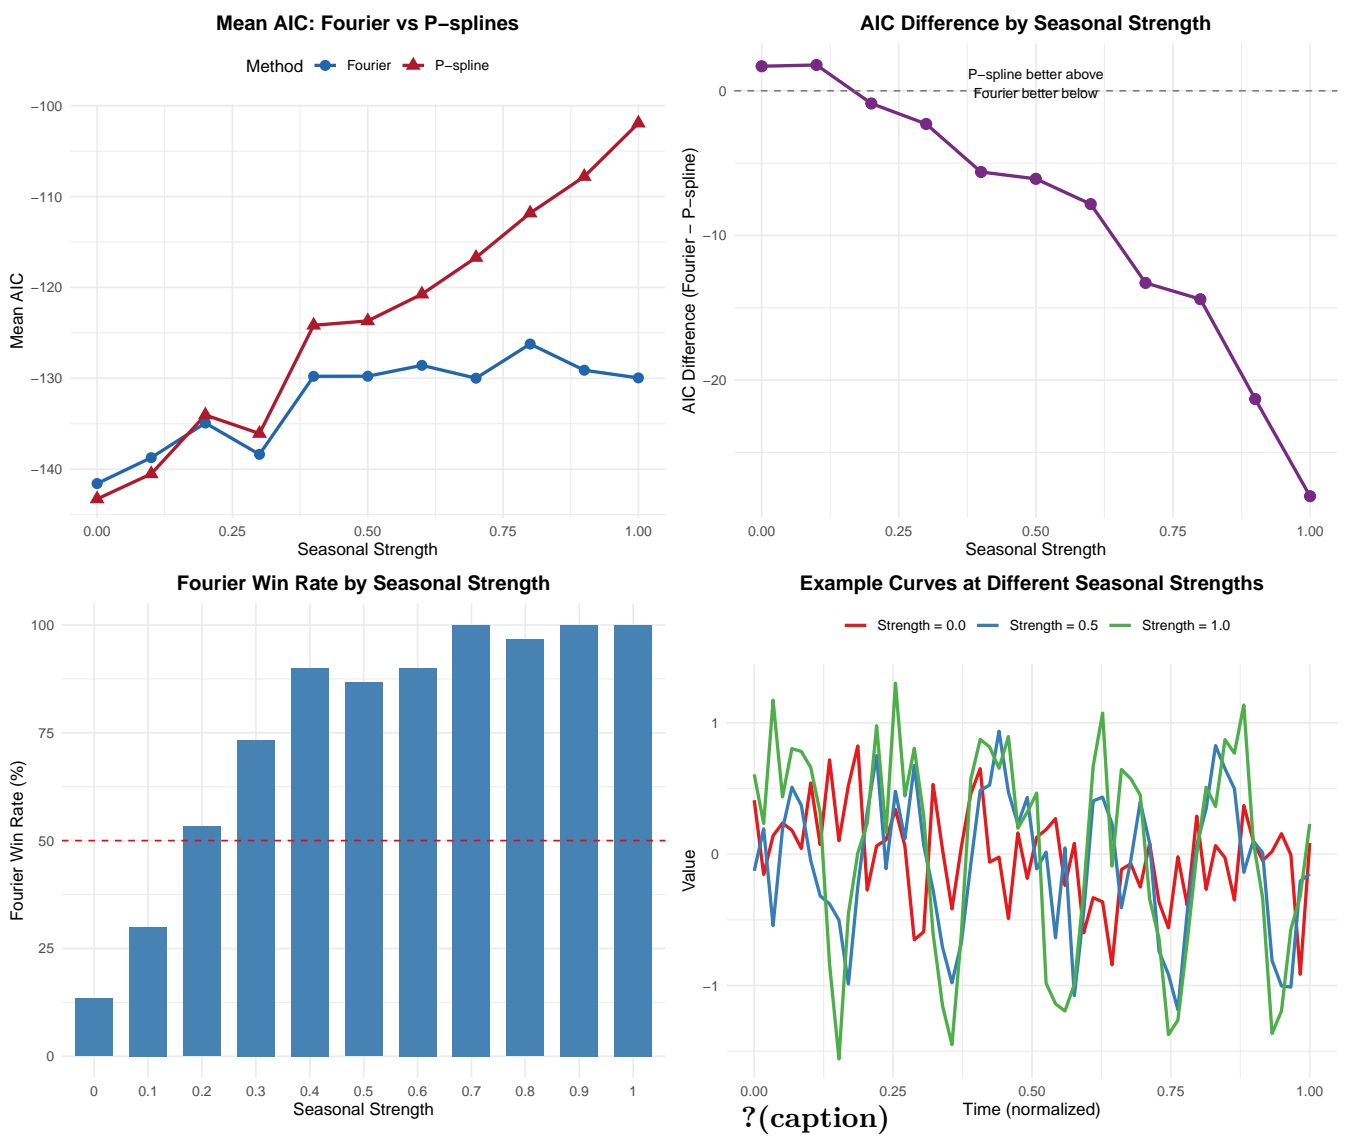 Mean AIC: Fourier vs P−splines
Method Fourier P−spline
−100
−110
−120
−130
−140
Mean AIC
0.00 0.25 0.50 0.75 1.00
Seasonal Strength
AIC Difference by Seasonal Strength
P−spline better above
Fourier better below
0
−10
−20
AIC Difference (Fourier − P−spline)
0.00 0.25 0.50 0.75 1.00
Seasonal Strength
Fourier Win Rate by Seasonal Strength
100
75
50
25
0
Fourier Win Rate (%)
0 0.1 0.2 0.3 0.4 0.5 0.6 0.7 0.8 0.9 1
Seasonal Strength
Example Curves at Different Seasonal Strengths
Strength = 0.0 Strength = 0.5 Strength = 1.0
1
0
−1
Value
0.00 0.25 0.50 0.75 1.00
Time (normalized)
?(caption)